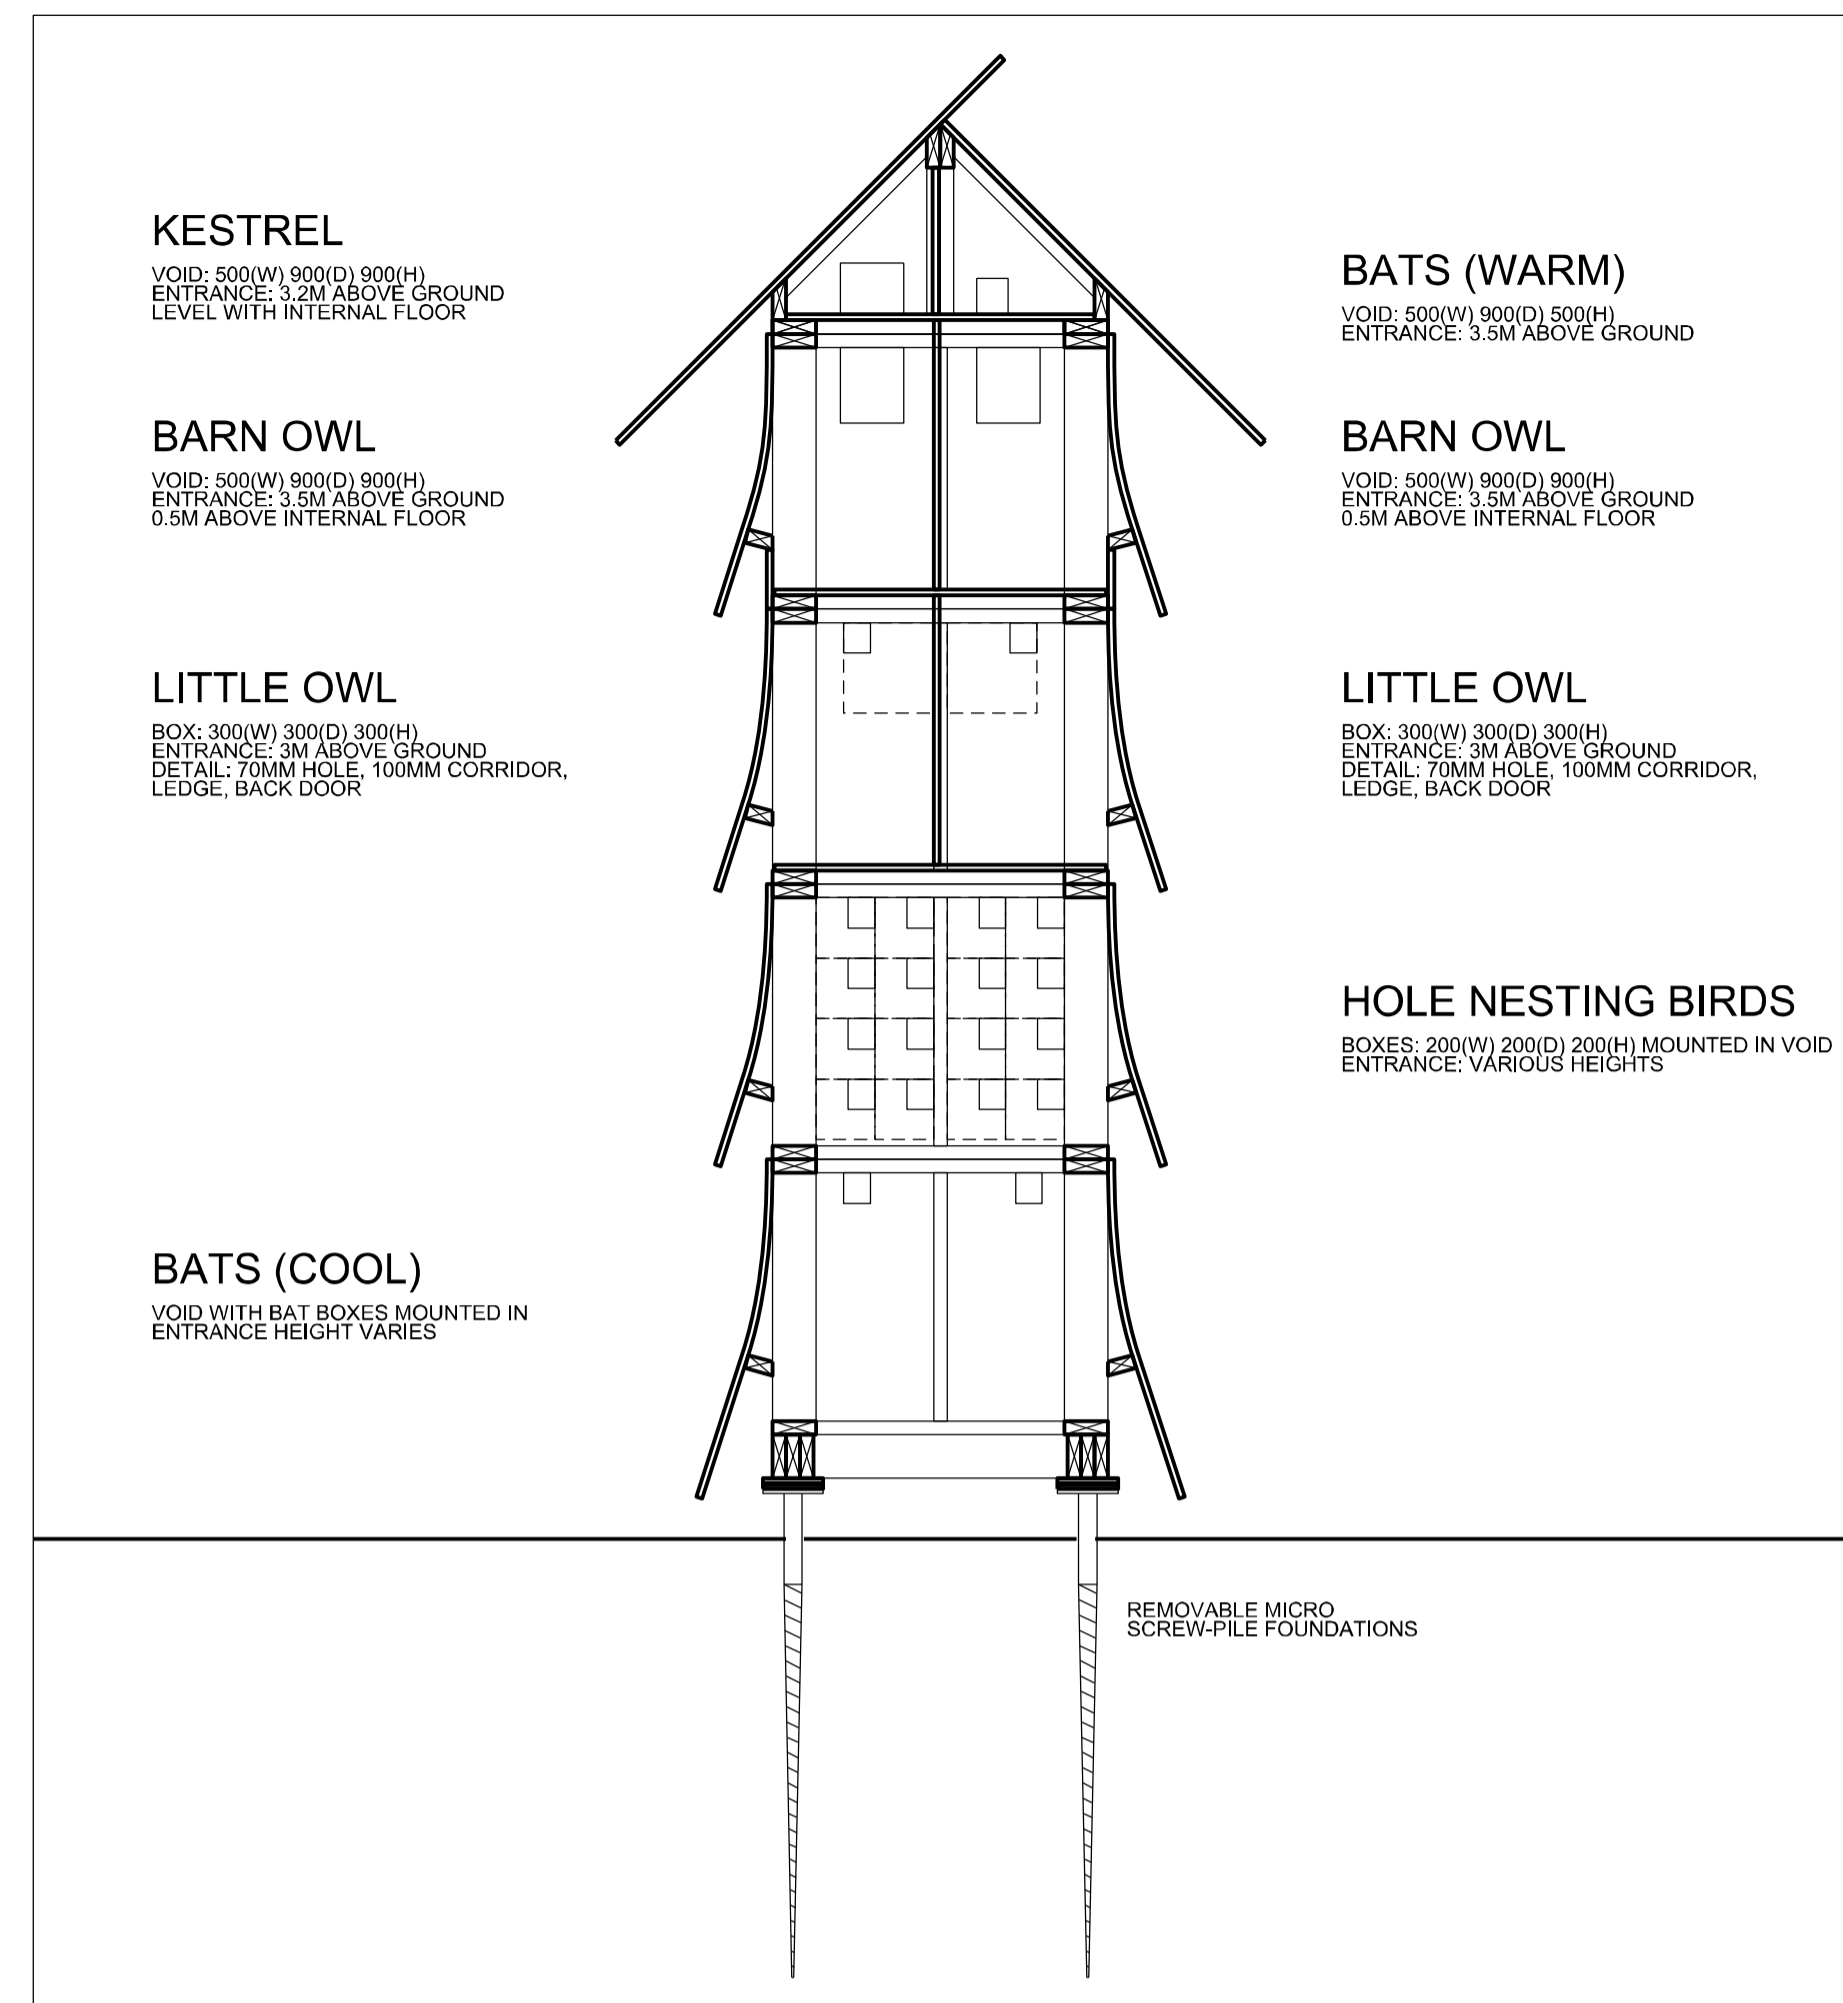 KESTREL
VOID: 500(W) 900(D) 900(H)
ENTRANCE: 3.2M ABOVE GROUND
LEVEL WITH INTERNAL FLOOR
BARN OWL
VOID: 500(W) 900(D) 900(H)
ENTRANCE: 3.5M ABOVE GROUND
0.5M ABOVE INTERNAL FLOOR
LITTLE OWL
BOX: 300(W) 300(D) 300(H)
ENTRANCE: 3M ABOVE GROUND
DETAIL: 70MM HOLE, 100MM CORRIDOR,
LEDGE, BACK DOOR
BATS (COOL)
VOID WITH BAT BOXES MOUNTED IN
ENTRANCE HEIGHT VARIES
BATS (WARM)
VOID: 500(W) 900(D) 500(H)
ENTRANCE: 3.5M ABOVE GROUND
BARN OWL
VOID: 500(W) 900(D) 900(H)
ENTRANCE: 3.5M ABOVE GROUND
0.5M ABOVE INTERNAL FLOOR
LITTLE OWL
BOX: 300(W) 300(D) 300(H)
ENTRANCE: 3M ABOVE GROUND
DETAIL: 70MM HOLE, 100MM CORRIDOR,
LEDGE, BACK DOOR
HOLE NESTING BIRDS
BOXES: 200(W) 200(D) 200(H) MOUNTED IN VOID
ENTRANCE: VARIOUS HEIGHTS
REMOVABLE MICRO
SCREW-PILE FOUNDATIONS